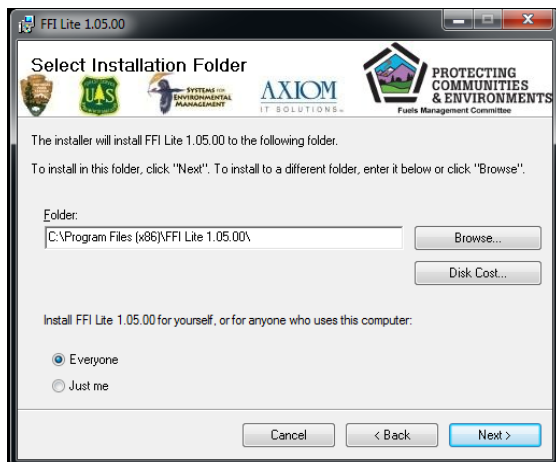 FFI Lite 1.05.00
Select Installation Folder
U S
SYSTEMS FOR
ENVIRONMENTAL
MANAGEMENT
AXIOM
IT SOLUTIONS
PROTECTING
COMMUNITIES
& ENVIRONMENTS
Fuels Management Committee
The installer will install FFI Lite 1.05.00 to the following folder.
To install in this folder, click "Next". To install to a different folder, enter it below or click "Browse".
Folder:
C:\Program Files (x86)\FFI Lite 1.05.00\
Browse...
Disk Cost...
Install FFI Lite 1.05.00 for yourself, or for anyone who uses this computer:
Everyone
Just me
Cancel
< Back
Next >